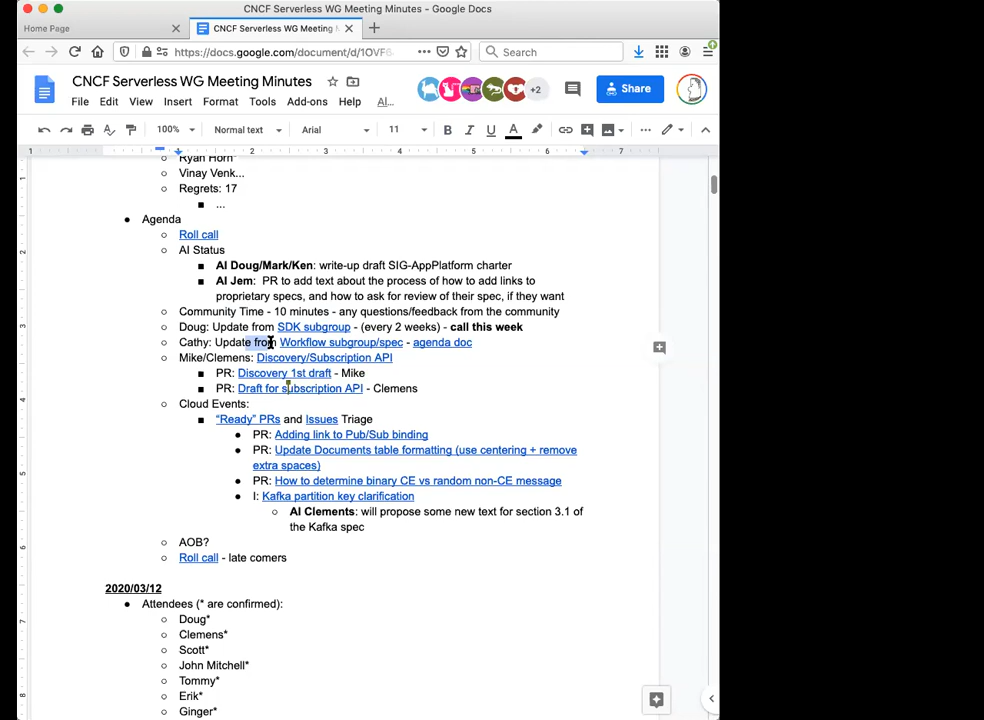 CNCF Serverless WG Meeting Minutes - Google Docs
Home Page
CNCF Serverless WG Meeting M
https://docs.google.com/document/d/1OVF6
Search
CNCF Serverless WG Meeting Minutes
+2
Share
File Edit View Insert Format Tools Add-ons Help Al...
100% Normal text Arial 11 B I U A
1 1 2 3 4 5 6 7
Ryan Horn*
Vinay Venk...
Regrets: 17
...
Agenda
Roll call
AI Status
AI Doug/Mark/Ken: write-up draft SIG-AppPlatform charter
AI Jem: PR to add text about the process of how to add links to
proprietary specs, and how to ask for review of their spec, if they want
Community Time - 10 minutes - any questions/feedback from the community
Doug: Update from SDK subgroup - (every 2 weeks) - call this week
Cathy: Update from Workflow subgroup/spec - agenda doc
Mike/Clemens: Discovery/Subscription API
PR: Discovery 1st draft - Mike
PR: Draft for subscription API - Clemens
Cloud Events:
“Ready” PRs and Issues Triage
PR: Adding link to Pub/Sub binding
PR: Update Documents table formatting (use centering + remove
extra spaces)
PR: How to determine binary CE vs random non-CE message
I: Kafka partition key clarification
AI Clements: will propose some new text for section 3.1 of
the Kafka spec
AOB?
Roll call - late comers
2020/03/12
Attendees (* are confirmed):
Doug*
Clemens*
Scott*
John Mitchell*
Tommy*
Erik*
Ginger*